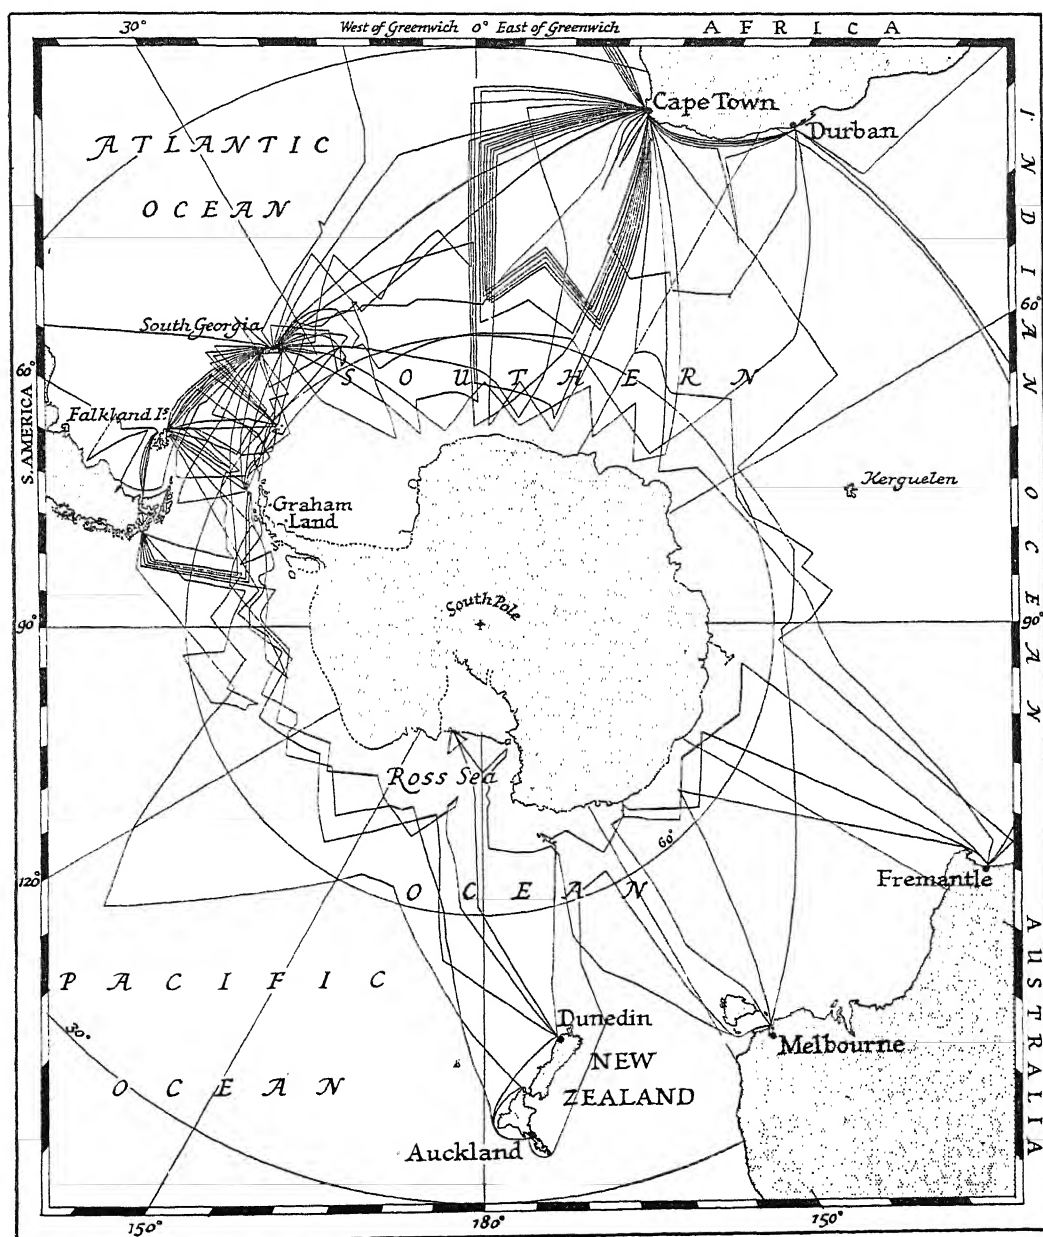 30° West of Greenwich 0° East of Greenwich AFRICA
Cape Town
Durban
ATLANTIC
OCEAN
INDIAN OCEAN
South Georgia
60°
60°
S. AMERICA
SOUTHERN
Falkland Is.
Kerguelen
Graham
Land
South Pole
90°
90°
Ross Sea
60°
Fremantle
120°
OCEAN
AUSTRALIA
PACIFIC
Dunedin
30°
Melbourne
NEW
ZEALAND
OCEAN
Auckland
150° 180° 150°